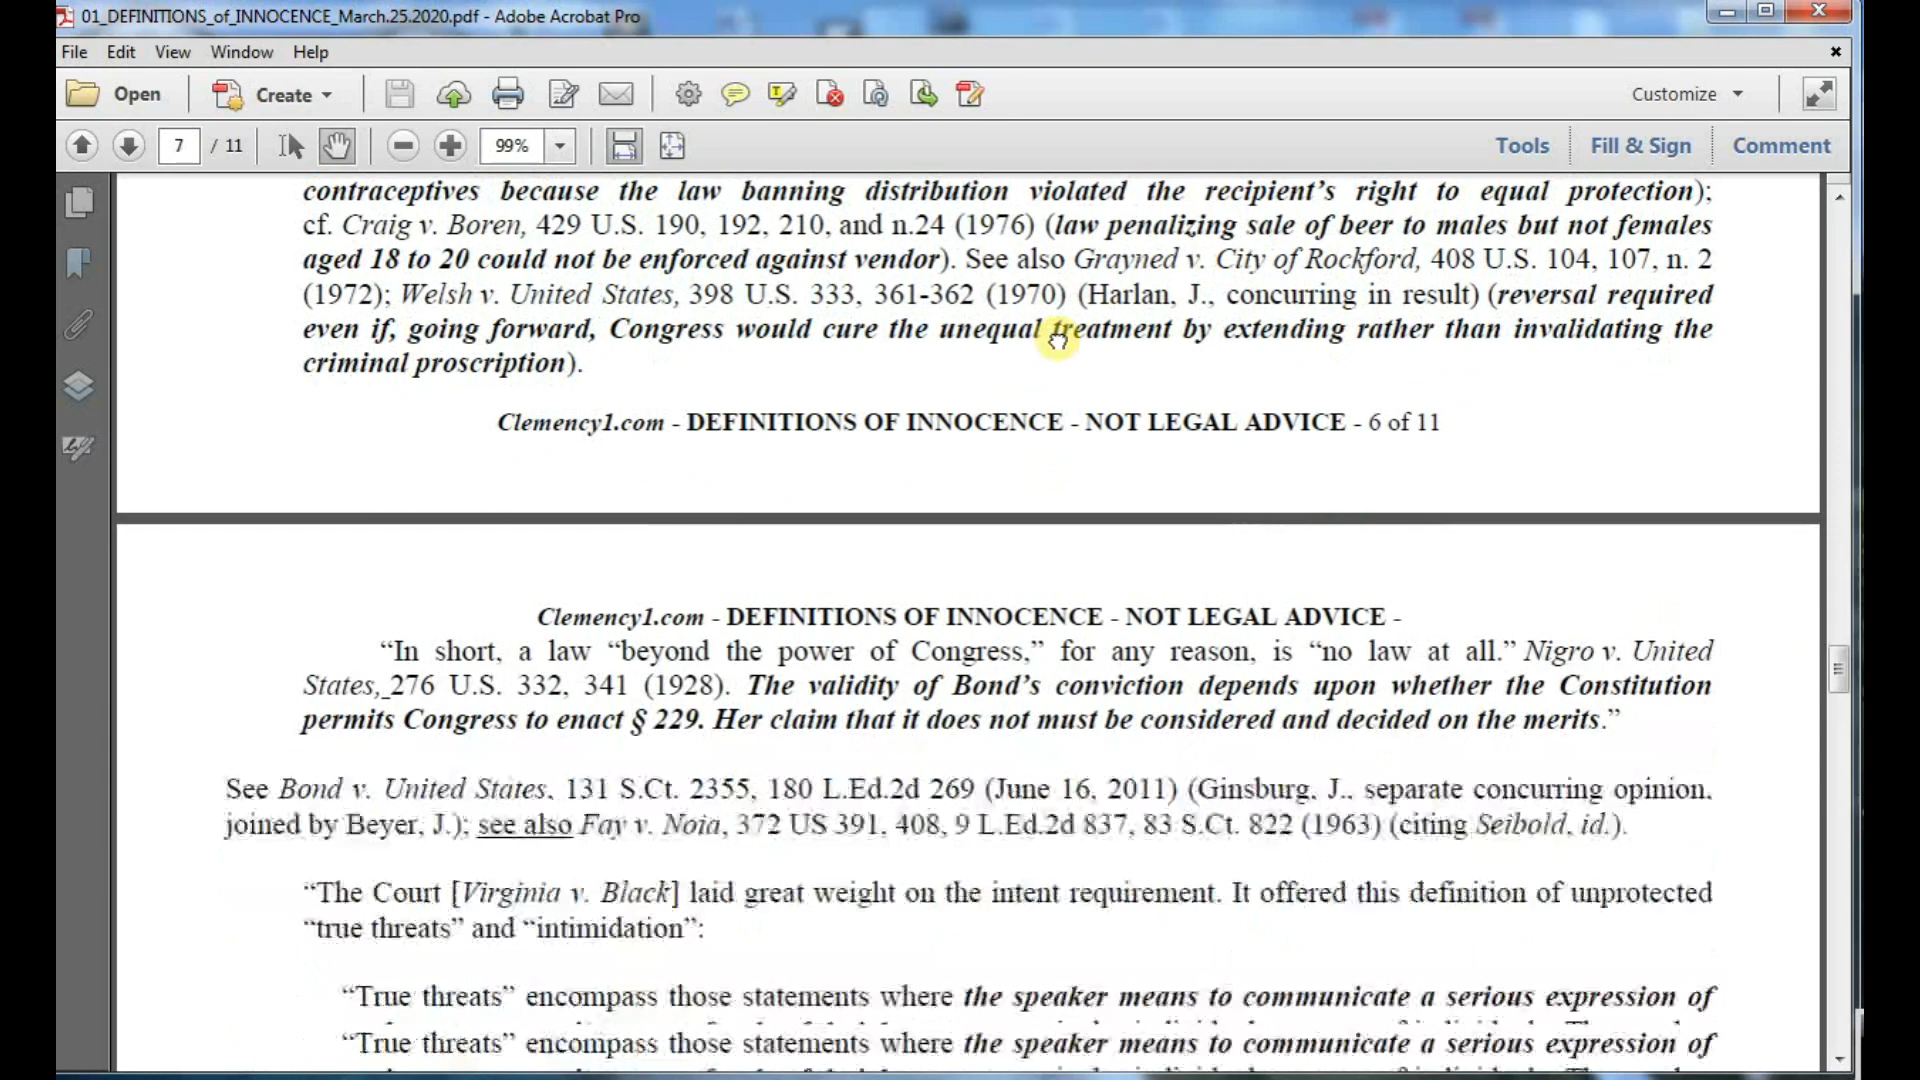 01_DEFINITIONS_of_INNOCENCE_March.25.2020.pdf - Adobe Acrobat Pro
File Edit View Window Help
Open Create Customize
7 / 11 99% Tools Fill & Sign Comment
contraceptives because the law banning distribution violated the recipient's right to equal protection);
cf. Craig v. Boren, 429 U.S. 190, 192, 210, and n.24 (1976) (law penalizing sale of beer to males but not females
aged 18 to 20 could not be enforced against vendor). See also Grayned v. City of Rockford, 408 U.S. 104, 107, n. 2
(1972); Welsh v. United States, 398 U.S. 333, 361-362 (1970) (Harlan, J., concurring in result) (reversal required
even if, going forward, Congress would cure the unequal treatment by extending rather than invalidating the
criminal proscription).
Clemency1.com - DEFINITIONS OF INNOCENCE - NOT LEGAL ADVICE - 6 of 11
Clemency1.com - DEFINITIONS OF INNOCENCE - NOT LEGAL ADVICE -
“In short, a law “beyond the power of Congress,” for any reason, is “no law at all.” Nigro v. United
States, 276 U.S. 332, 341 (1928). The validity of Bond's conviction depends upon whether the Constitution
permits Congress to enact § 229. Her claim that it does not must be considered and decided on the merits.”
See Bond v. United States, 131 S.Ct. 2355, 180 L.Ed.2d 269 (June 16, 2011) (Ginsburg, J., separate concurring opinion,
joined by Beyer, J.); see also Fay v. Noia, 372 US 391, 408, 9 L.Ed.2d 837, 83 S.Ct. 822 (1963) (citing Seibold, id.).
“The Court [Virginia v. Black] laid great weight on the intent requirement. It offered this definition of unprotected
“true threats” and “intimidation”:
“True threats” encompass those statements where the speaker means to communicate a serious expression of
“True threats” encompass those statements where the speaker means to communicate a serious expression of